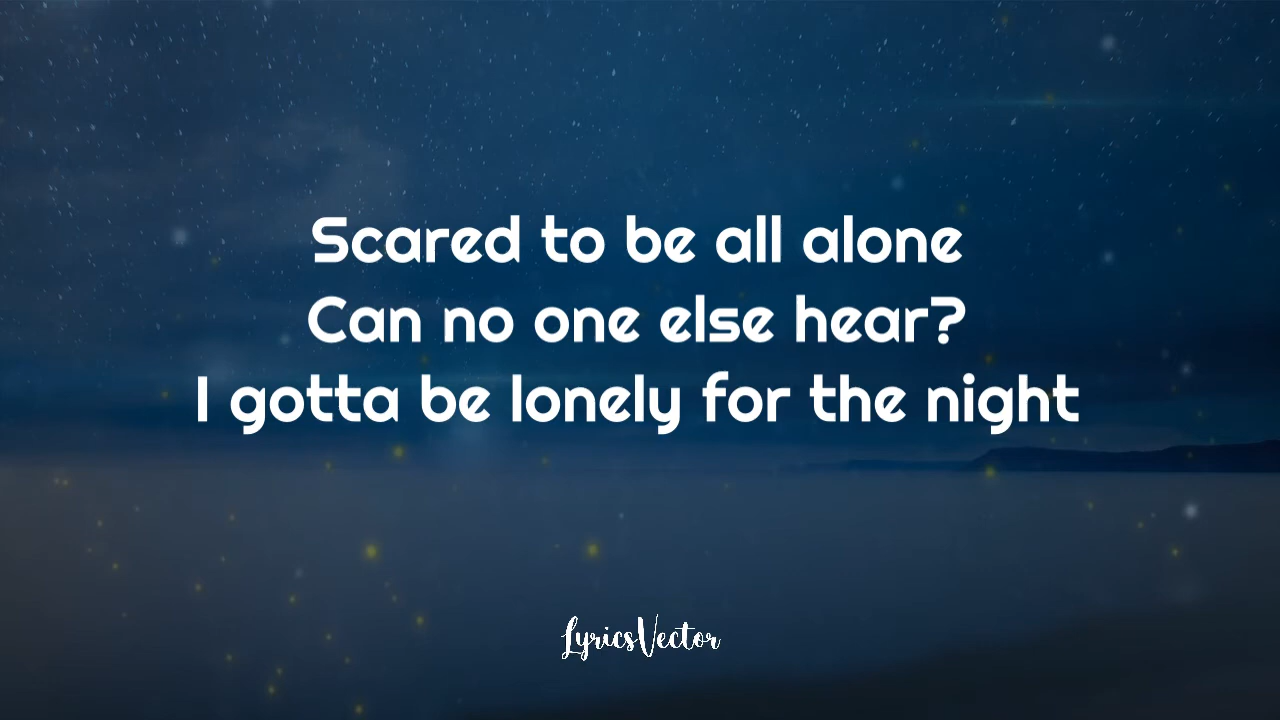 Scared to be all alone
Can no one else hear?
I gotta be lonely for the night
LyricsVector